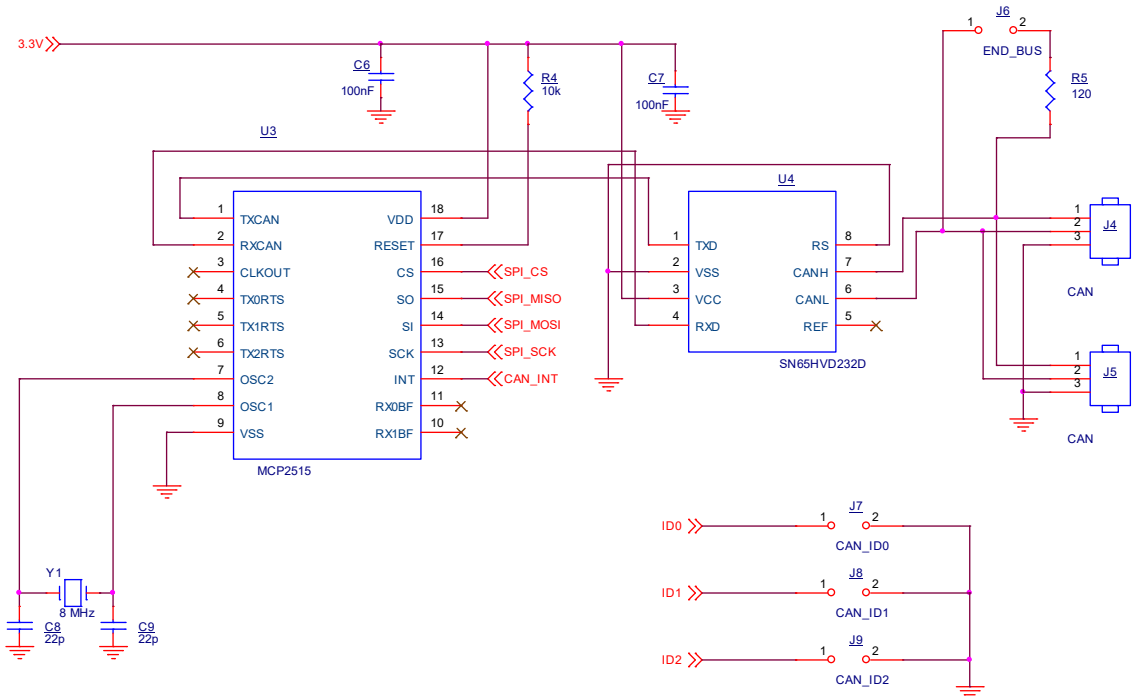 3.3V
C6
100nF
R4
10k
C7
100nF
J6
1 2
END_BUS
R5
120
U3
1 TXCAN
2 RXCAN
3 CLKOUT
4 TX0RTS
5 TX1RTS
6 TX2RTS
7 OSC2
8 OSC1
9 VSS
VDD 18
RESET 17
CS 16 SPI_CS
SO 15 SPI_MISO
SI 14 SPI_MOSI
SCK 13 SPI_SCK
INT 12 CAN_INT
RX0BF 11
RX1BF 10
MCP2515
U4
1 TXD
2 VSS
3 VCC
4 RXD
RS 8
CANH 7
CANL 6
REF 5
SN65HVD232D
1
2
3
J4
CAN
1
2
3
J5
CAN
Y1
8 MHz
C8
22p
C9
22p
J7
ID0 1 2
CAN_ID0
J8
ID1 1 2
CAN_ID1
J9
ID2 1 2
CAN_ID2